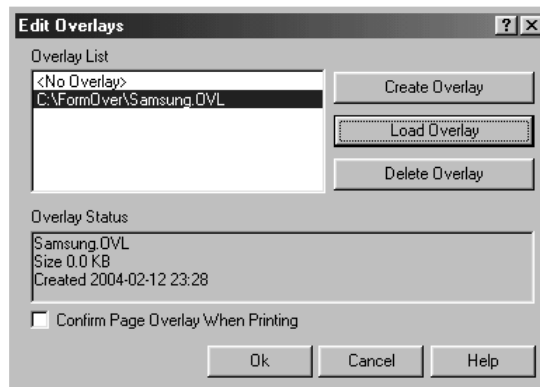 Edit Overlays
Overlay List
<No Overlay>
C:\FormOver\Samsung.OVL
Create Overlay
Load Overlay
Delete Overlay
Overlay Status
Samsung.OVL
Size 0.0 KB
Created 2004-02-12 23:28
Confirm Page Overlay When Printing
Ok Cancel Help